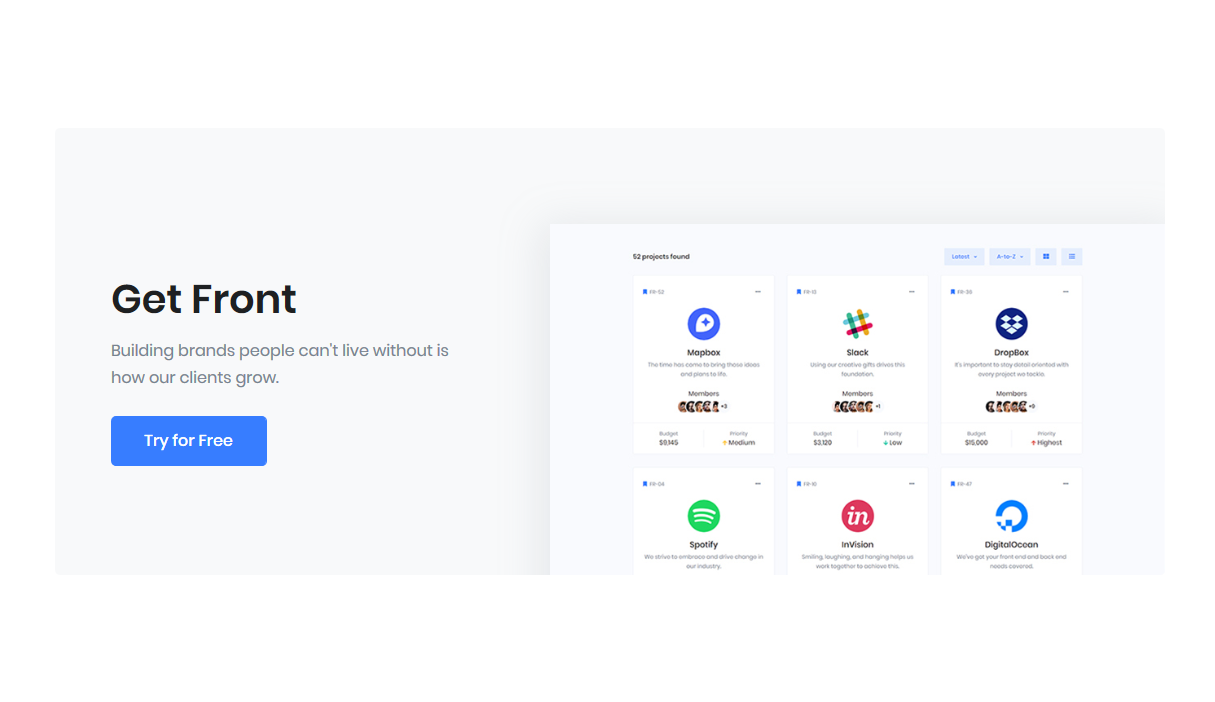 Get Front
Building brands people can't live without is
how our clients grow.
Try for Free
52 projects found
Latest
A-to-Z
FR-52
Mapbox
The time has come to bring those ideas
and plans to life.
Members
+3
Budget
$9,145
Priority
Medium
FR-13
Slack
Using our creative gifts drives this
foundation.
Members
+1
Budget
$3,120
Priority
Low
DropBox
It's important to stay detail oriented with
every project we tackle.
Members
+9
Budget
$15,000
Priority
Highest
FR-04
Spotify
We strive to embrace and drive change in
our industry.
in
InVision
Smiling, laughing, and hanging helps us
work together to achieve this.
FR-47
DigitalOcean
We've got your front end and back end
needs covered.